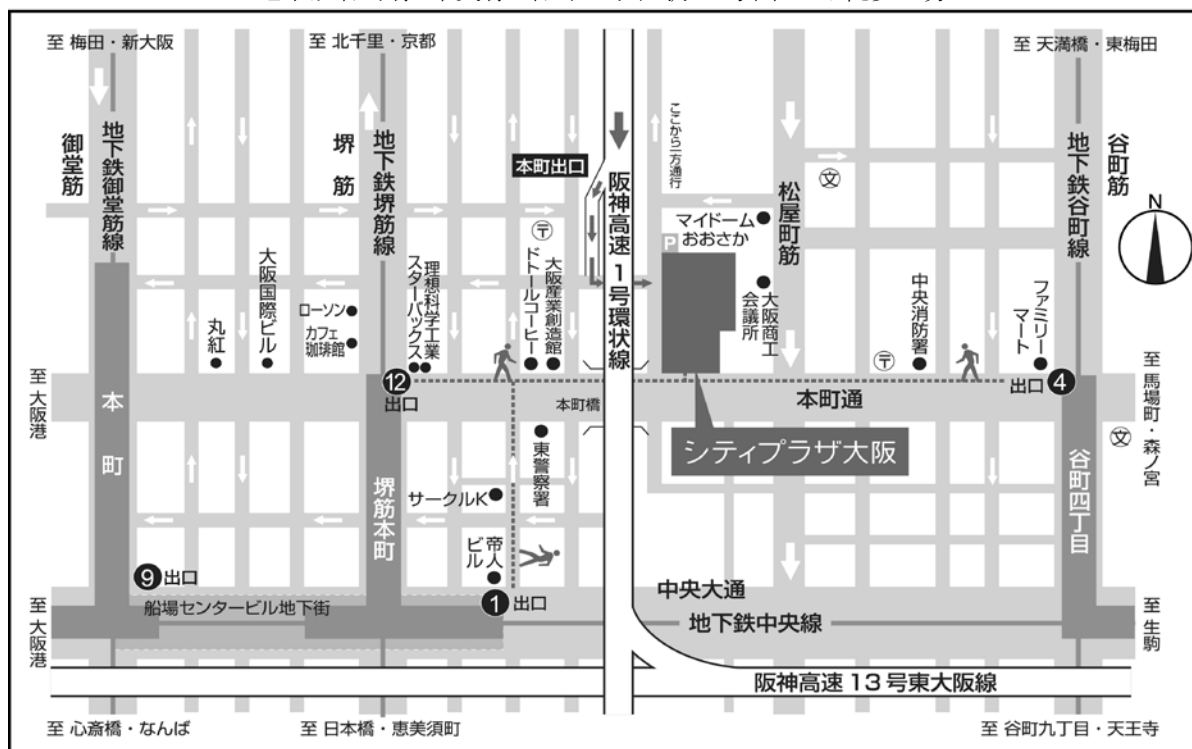 至 梅田・新大阪
至 北千里・京都
至 天満橋・東梅田
御堂筋
地下鉄御堂筋線
堺筋
地下鉄堺筋線
本町出口
阪神高速1号環状線
ここから一方通行
松屋町筋
地下鉄谷町線
谷町筋
N
〒
文
マイドーム
おおさか
P
大阪商工
会議所
大阪国際ビル
丸紅
ローソン
カフェ
珈琲館
理想科学工業
スターバックス
大阪産業創造館
ドトールコーヒー
中央消防署
〒
ファミリー
マート
至 大阪港
本町
12
出口
本町橋
本町通
出口
4
至 馬場町・森ノ宮
文
シティプラザ大阪
東警察署
サークルK
堺筋本町
谷町四丁目
帝人
ビル
9 出口
1 出口
船場センタービル地下街
中央大通
地下鉄中央線
至 大阪港
至 生駒
阪神高速13号東大阪線
至 心斎橋・なんば
至 日本橋・恵美須町
至 谷町九丁目・天王寺